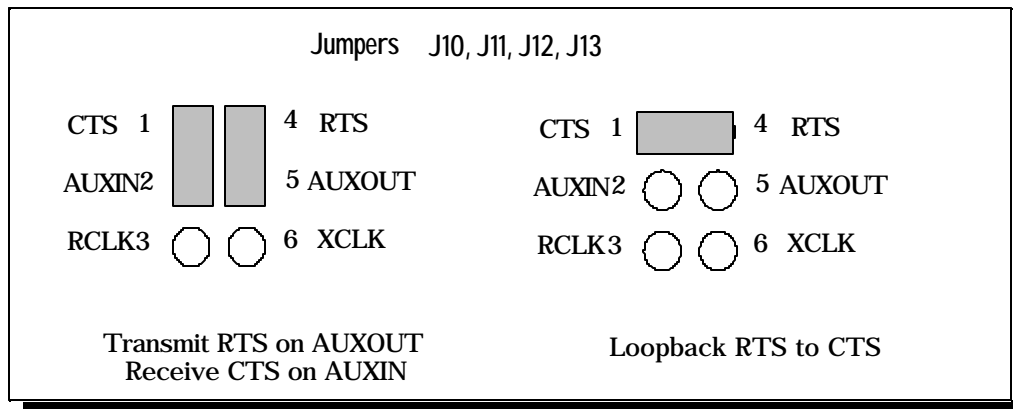 Jumpers J10, J11, J12, J13
CTS 1 4 RTS
AUXIN2 5 AUXOUT
RCLK3 6 XCLK
Transmit RTS on AUXOUT
Receive CTS on AUXIN
CTS 1 4 RTS
AUXIN2 5 AUXOUT
RCLK3 6 XCLK
Loopback RTS to CTS